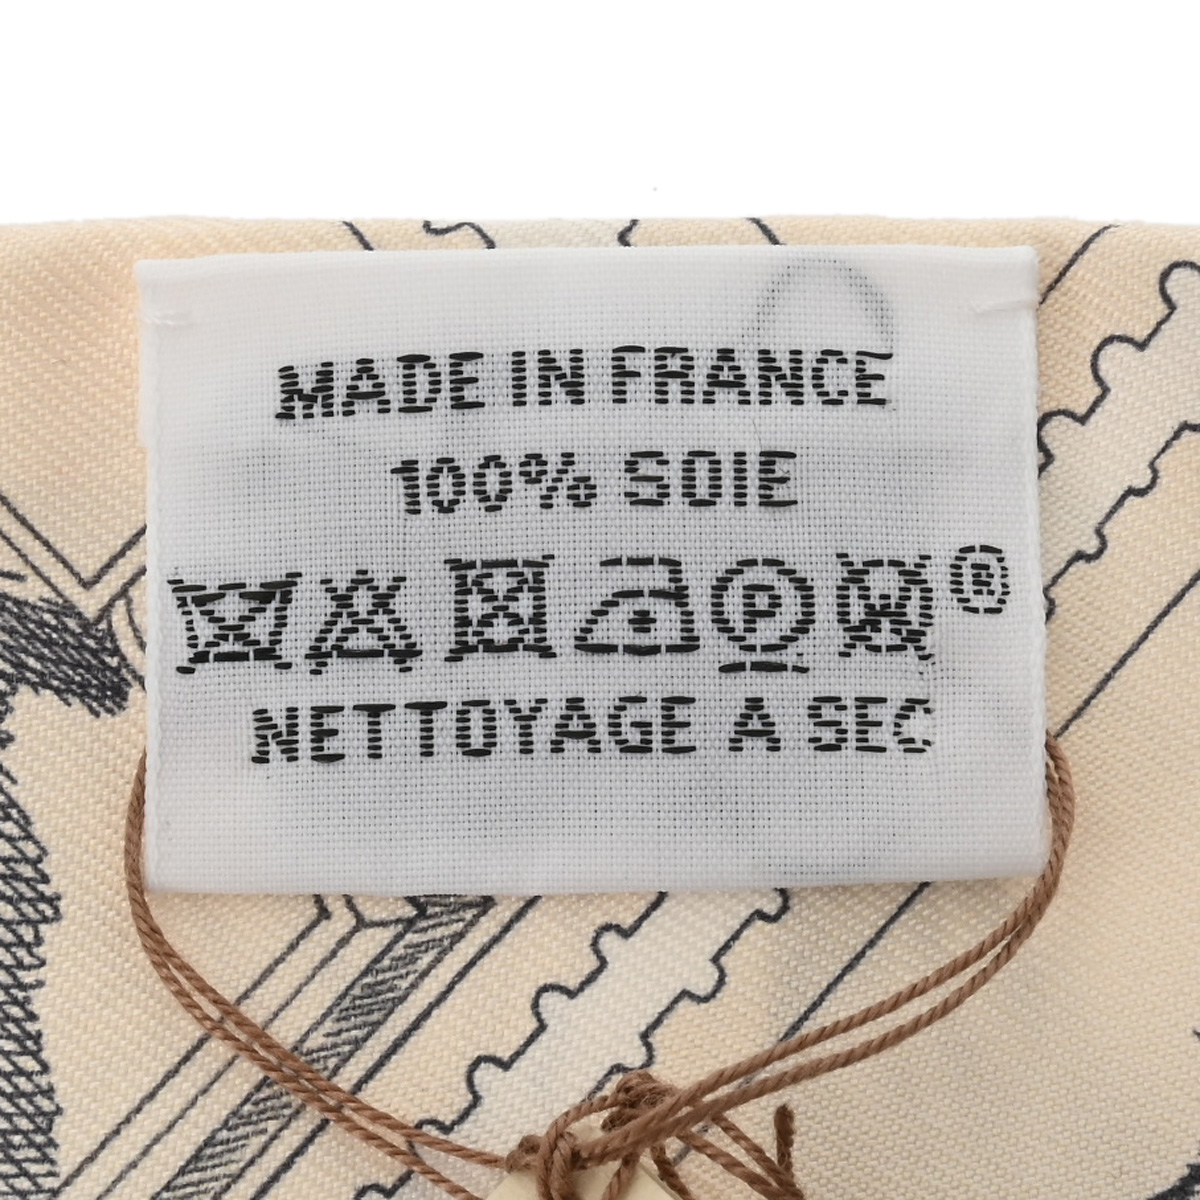 MADE IN FRANCE
100% SOIE
P W ®
NETTOYAGE A SEC